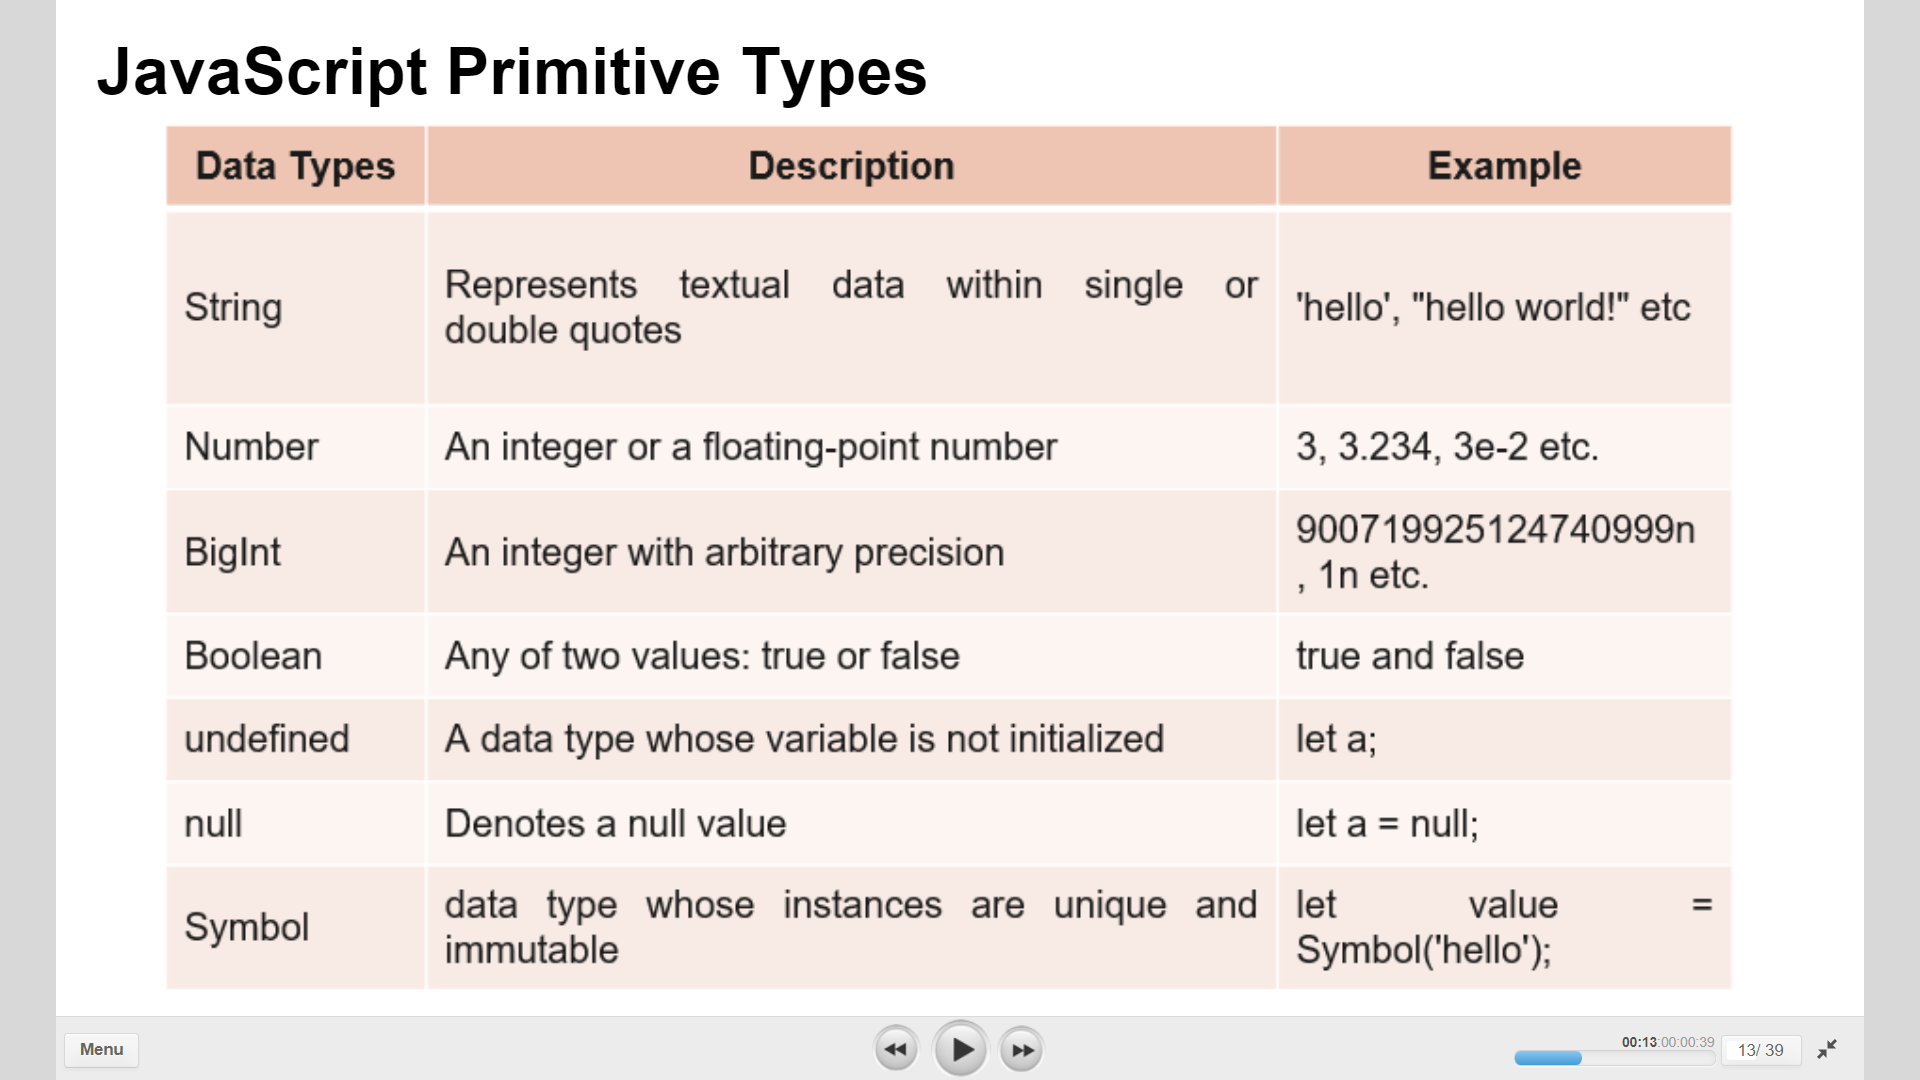 JavaScript Primitive Types
Data Types Description Example
String
Represents textual data within single or
double quotes
'hello', "hello world!" etc
Number An integer or a floating-point number 3, 3.234, 3e-2 etc.
BigInt An integer with arbitrary precision
900719925124740999n
, 1n etc.
Boolean Any of two values: true or false true and false
undefined A data type whose variable is not initialized let a;
null Denotes a null value let a = null;
Symbol
data type whose instances are unique and
immutable
let value =
Symbol('hello');
Menu
00:13:00:00:39
13/ 39